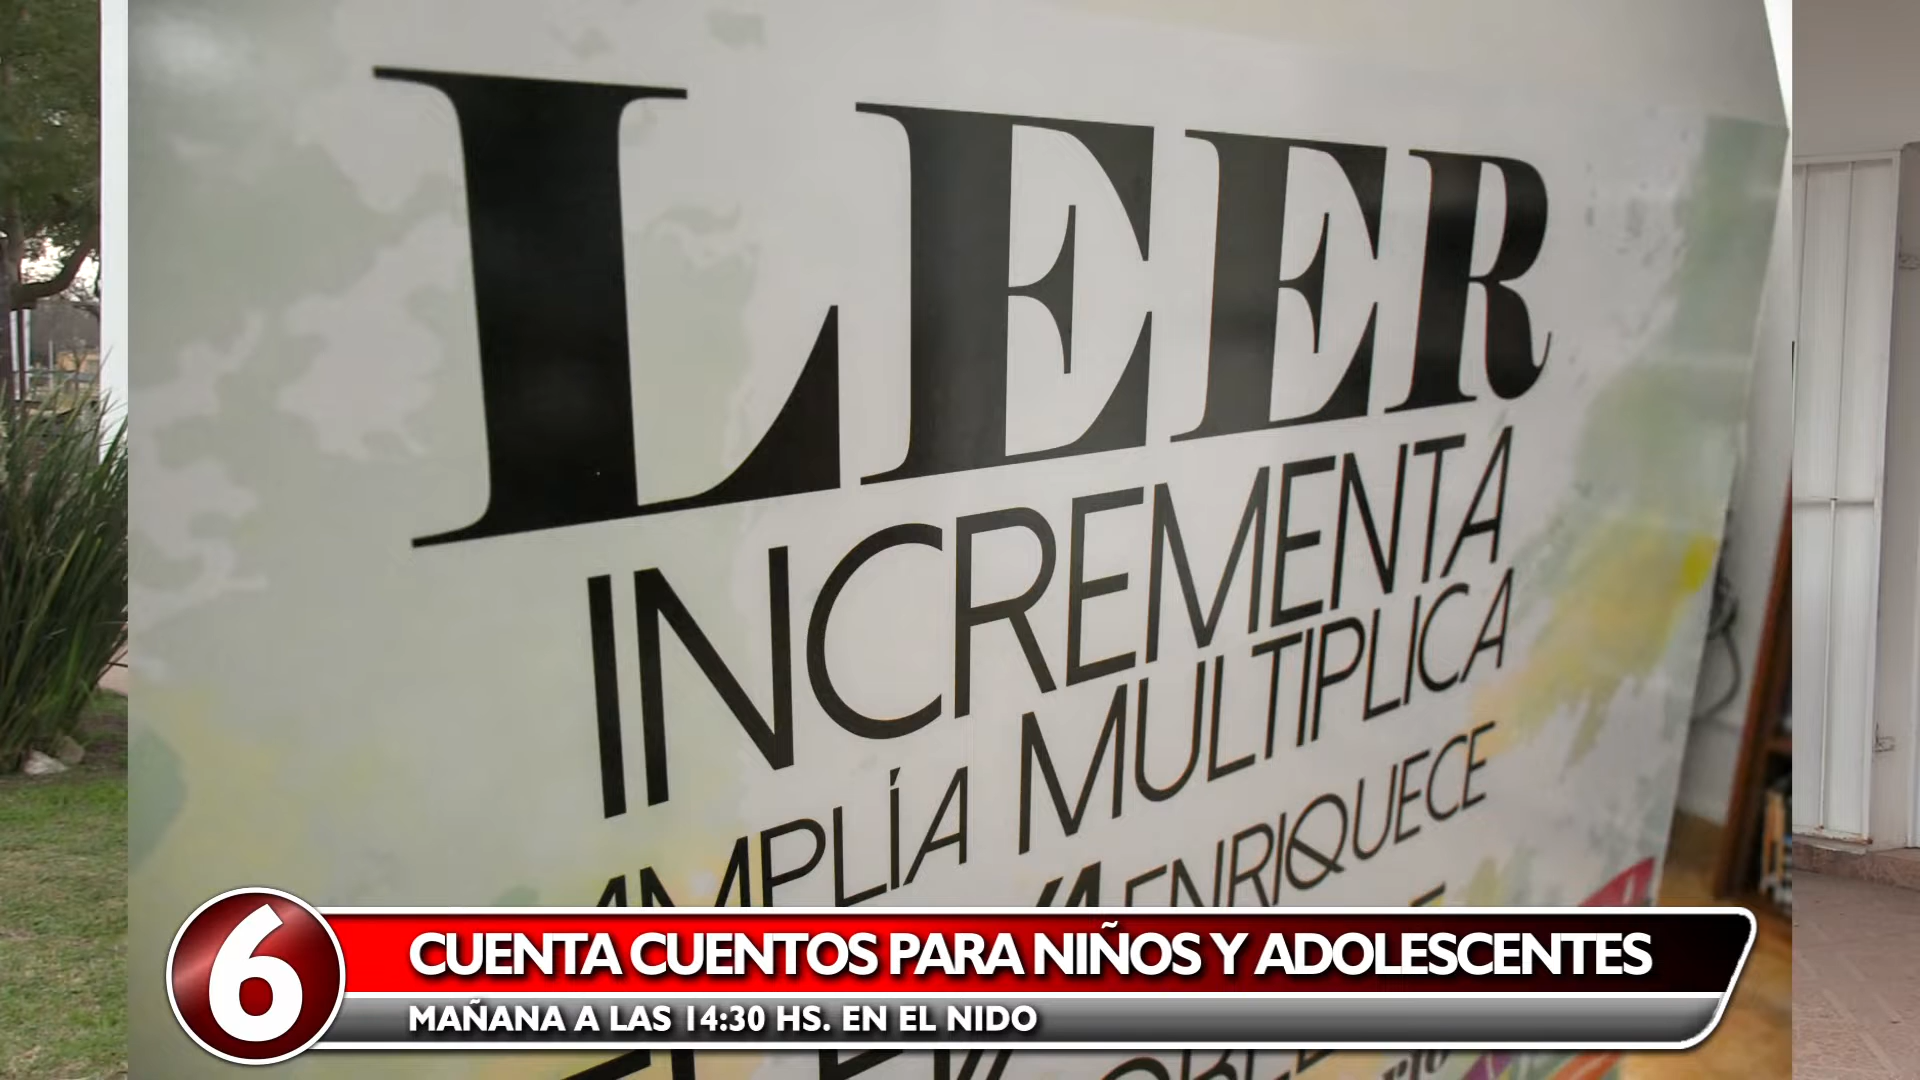 LEER
INCREMENTA
AMPLÍA MULTIPLICA
ENRIQUECE
6
CUENTA CUENTOS PARA NIÑOS Y ADOLESCENTES
MAÑANA A LAS 14:30 HS. EN EL NIDO